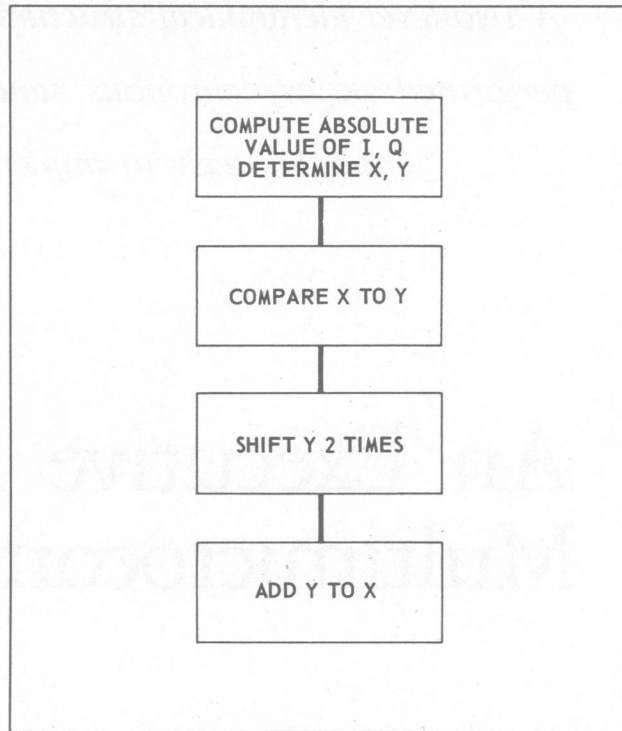 COMPUTE ABSOLUTE
VALUE OF I, Q
DETERMINE X, Y
COMPARE X TO Y
SHIFT Y 2 TIMES
ADD Y TO X